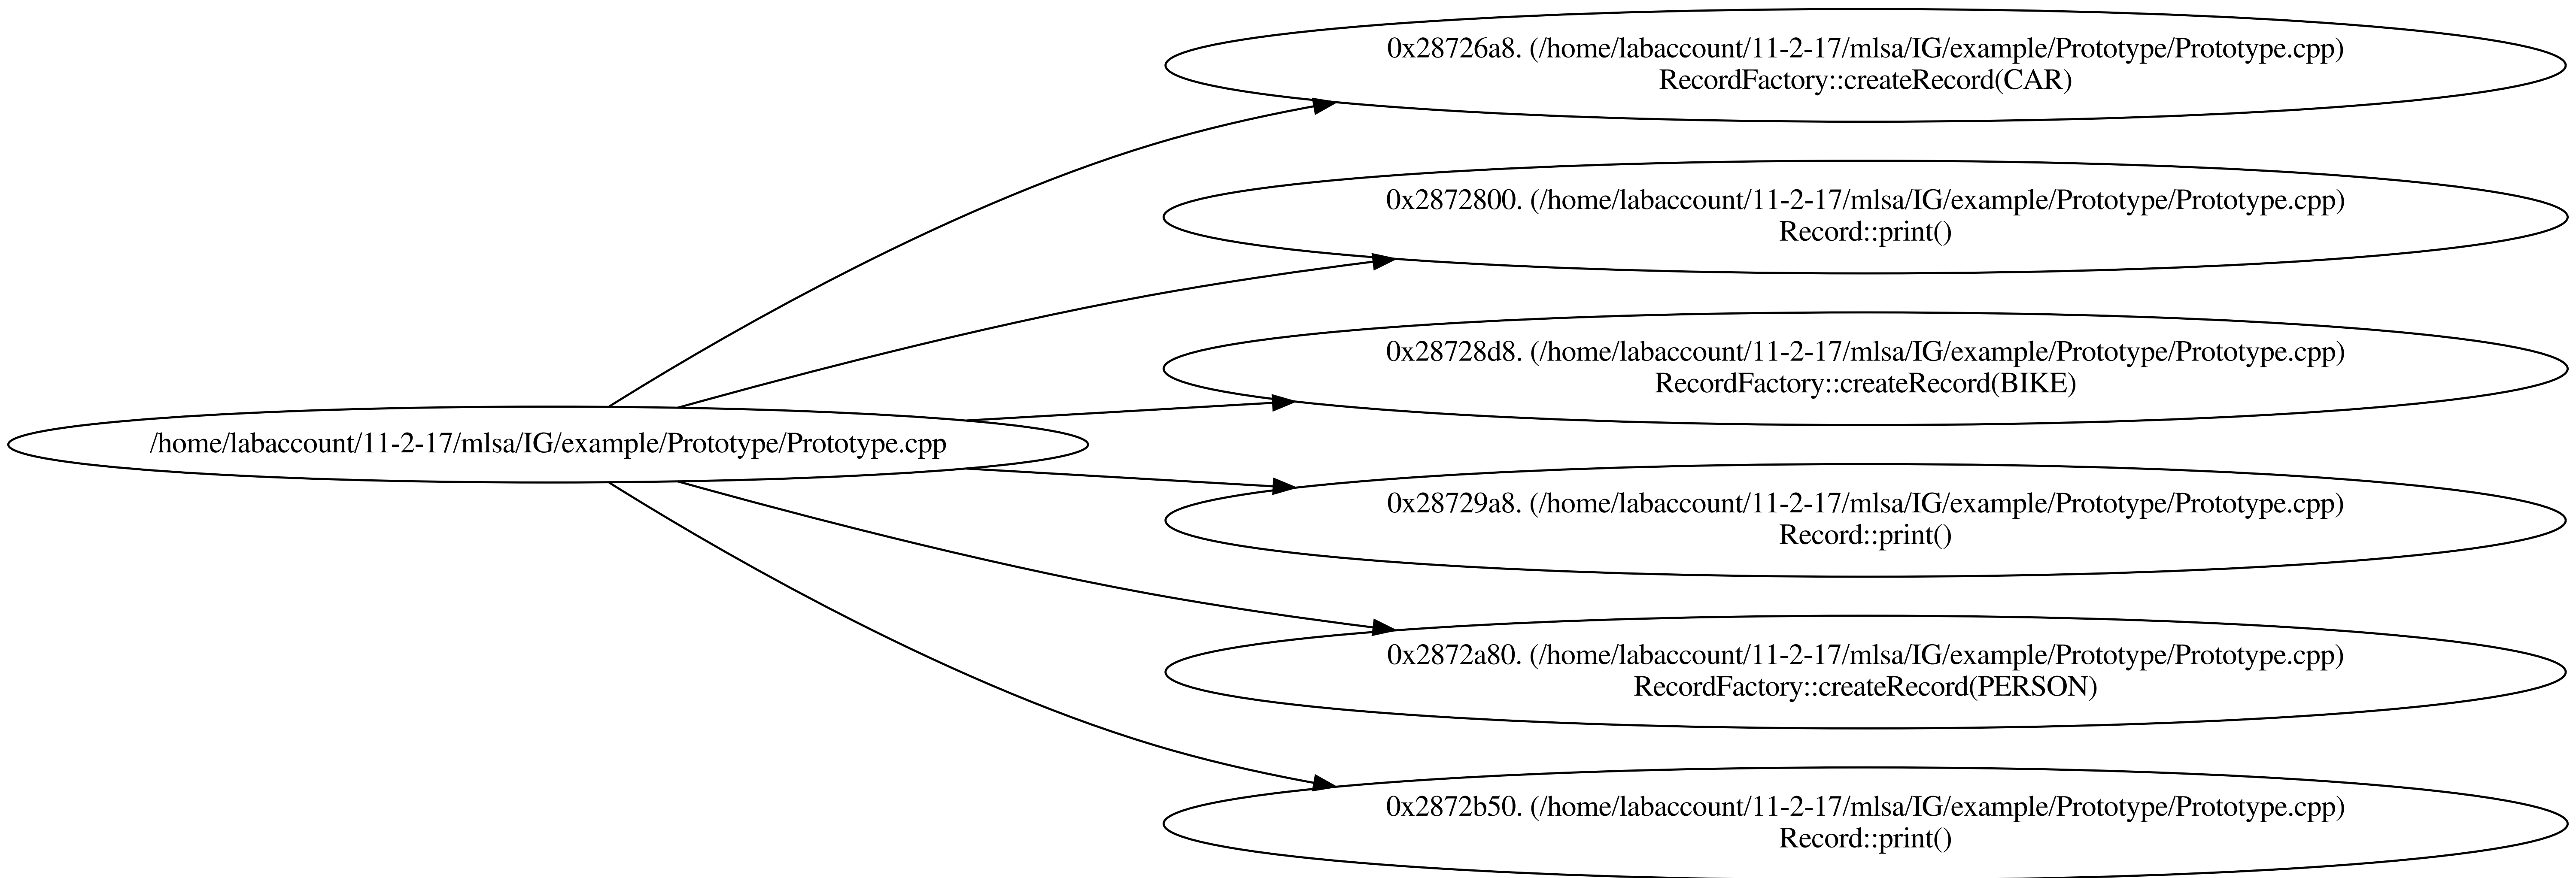 0x28726a8. (/home/labaccount/11-2-17/mlsa/IG/example/Prototype/Prototype.cpp)
RecordFactory::createRecord(CAR)
0x2872800. (/home/labaccount/11-2-17/mlsa/IG/example/Prototype/Prototype.cpp)
Record::print()
0x28728d8. (/home/labaccount/11-2-17/mlsa/IG/example/Prototype/Prototype.cpp)
RecordFactory::createRecord(BIKE)
/home/labaccount/11-2-17/mlsa/IG/example/Prototype/Prototype.cpp
0x28729a8. (/home/labaccount/11-2-17/mlsa/IG/example/Prototype/Prototype.cpp)
Record::print()
0x2872a80. (/home/labaccount/11-2-17/mlsa/IG/example/Prototype/Prototype.cpp)
RecordFactory::createRecord(PERSON)
0x2872b50. (/home/labaccount/11-2-17/mlsa/IG/example/Prototype/Prototype.cpp)
Record::print()